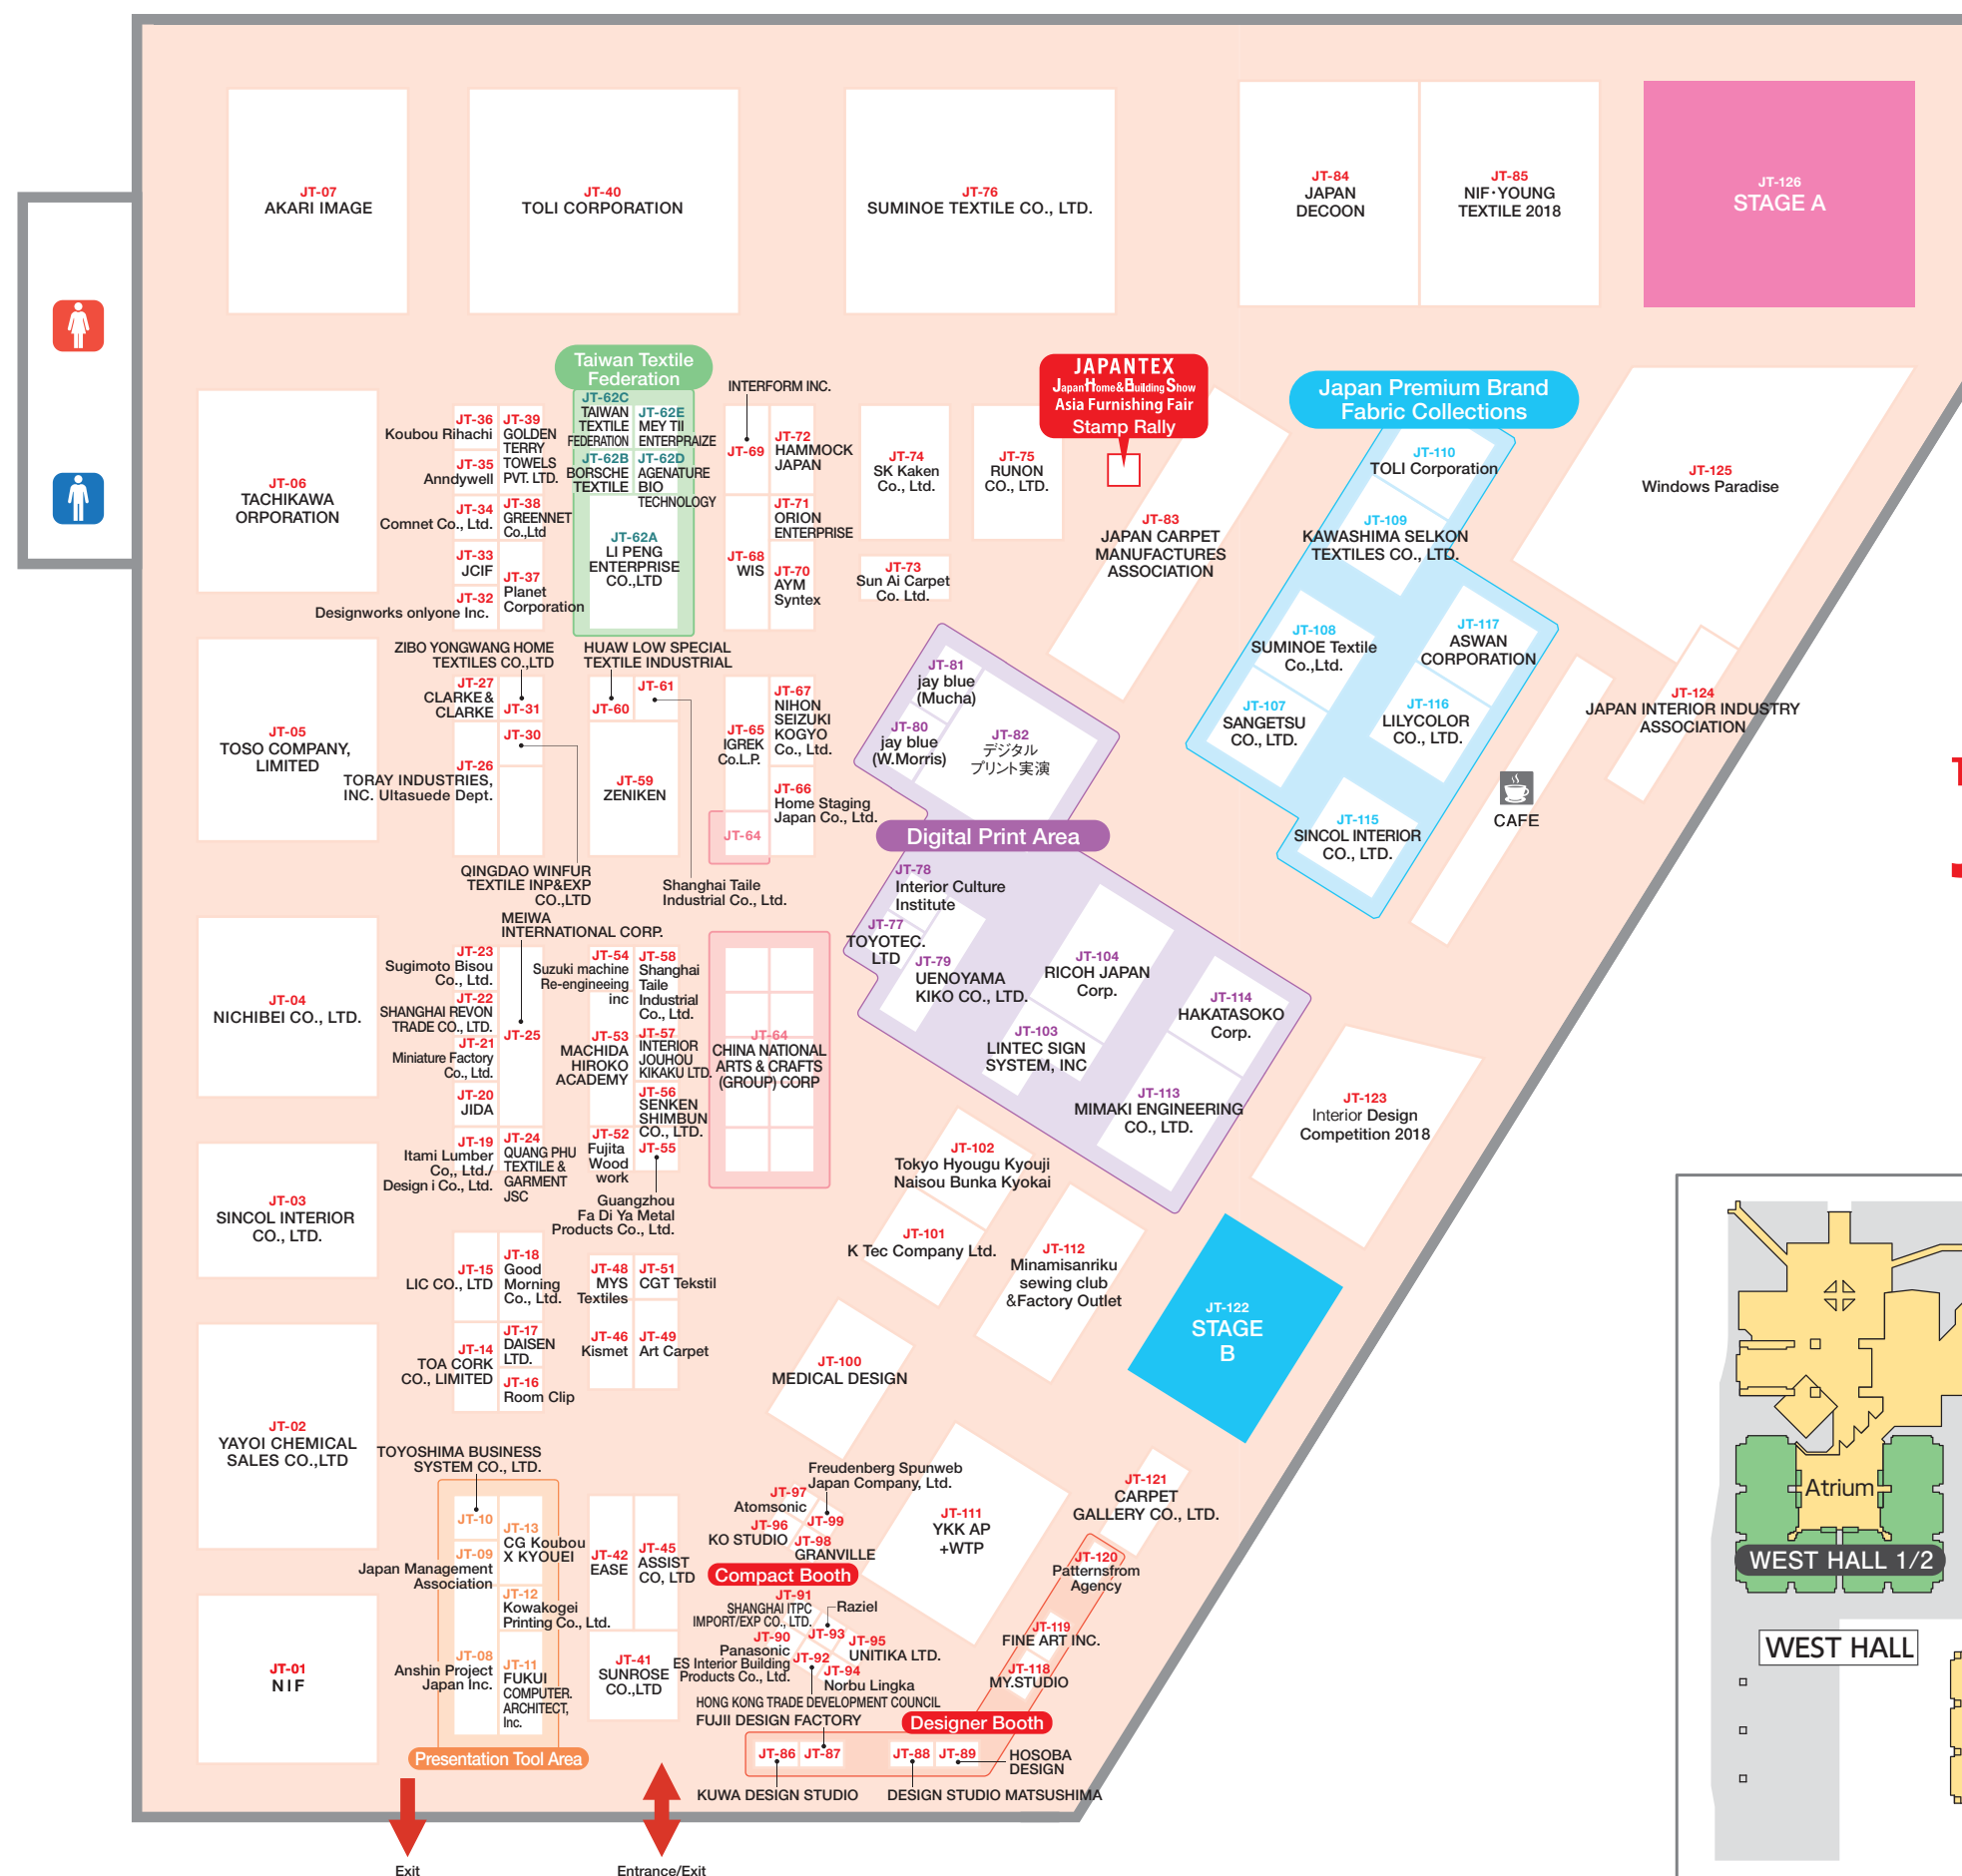 JT-07
AKARI IMAGE
JT-40
TOLI CORPORATION
JT-76
SUMINOE TEXTILE CO., LTD.
JT-84
JAPAN
DECOON
JT-85
NIF・YOUNG
TEXTILE 2018
JT-126
STAGE A
Taiwan Textile
Federation
JT-62C
TAIWAN
TEXTILE
FEDERATION
JT-62E
MEY TII
ENTERPRAIZE
JT-62B
BORSCHE
TEXTILE
JT-62D
AGENATURE
BIO
TECHNOLOGY
JT-62A
LI PENG
ENTERPRISE
CO.,LTD
INTERFORM INC.
JT-69
JT-72
HAMMOCK
JAPAN
JT-71
ORION
ENTERPRISE
JT-68
WIS
JT-70
AYM
Syntex
JT-74
SK Kaken
Co., Ltd.
JT-75
RUNON
CO., LTD.
JT-73
Sun Ai Carpet
Co. Ltd.
JAPANTEX
Japan Home&Building Show
Asia Furnishing Fair
Stamp Rally
JT-83
JAPAN CARPET
MANUFACTURES
ASSOCIATION
Japan Premium Brand
Fabric Collections
JT-110
TOLI Corporation
JT-109
KAWASHIMA SELKON
TEXTILES CO., LTD.
JT-108
SUMINOE Textile
Co.,Ltd.
JT-117
ASWAN
CORPORATION
JT-107
SANGETSU
CO., LTD.
JT-116
LILYCOLOR
CO., LTD.
JT-115
SINCOL INTERIOR
CO., LTD.
JT-125
Windows Paradise
JT-124
JAPAN INTERIOR INDUSTRY
ASSOCIATION
CAFE
JT-06
TACHIKAWA
ORPORATION
JT-36
Koubou Rihachi
JT-39
GOLDEN
TERRY
TOWELS
PVT. LTD.
JT-35
Anndywell
JT-34
Comnet Co., Ltd.
JT-38
GREENNET
Co.,Ltd
JT-33
JCIF
JT-37
Planet
Corporation
JT-32
Designworks onlyone Inc.
JT-05
TOSO COMPANY,
LIMITED
ZIBO YONGWANG HOME
TEXTILES CO.,LTD
JT-27
CLARKE &
CLARKE
JT-31
JT-30
JT-26
TORAY INDUSTRIES,
INC. Ultasuede Dept.
QINGDAO WINFUR
TEXTILE INP&EXP
CO.,LTD
HUAW LOW SPECIAL
TEXTILE INDUSTRIAL
JT-60
JT-61
JT-59
ZENIKEN
Shanghai Taile
Industrial Co., Ltd.
JT-65
IGREK
Co.L.P.
JT-67
NIHON
SEIZUKI
KOGYO
Co., Ltd.
JT-66
Home Staging
Japan Co., Ltd.
JT-64
JT-81
jay blue
(Mucha)
JT-80
jay blue
(W.Morris)
JT-82
デジタル
プリント実演
Digital Print Area
JT-78
Interior Culture
Institute
JT-77
TOYOTEC.
LTD
JT-79
UENOYAMA
KIKO CO., LTD.
JT-104
RICOH JAPAN
Corp.
JT-103
LINTEC SIGN
SYSTEM, INC
JT-114
HAKATASOKO
Corp.
JT-113
MIMAKI ENGINEERING
CO., LTD.
JT-04
NICHIBEI CO., LTD.
MEIWA
INTERNATIONAL CORP.
JT-23
Sugimoto Bisou
Co., Ltd.
JT-22
SHANGHAI REVON
TRADE CO., LTD.
JT-25
JT-21
Miniature Factory
Co., Ltd.
JT-20
JIDA
JT-19
Itami Lumber
Co,, Ltd./
Design i Co., Ltd.
JT-24
QUANG PHU
TEXTILE &
GARMENT
JSC
JT-54
Suzuki machine
Re-engineering
inc
JT-58
Shanghai
Taile
Industrial
Co., Ltd.
JT-53
MACHIDA
HIROKO
ACADEMY
JT-57
INTERIOR
JOUHOU
KIKAKU LTD.
JT-56
SENKEN
SHIMBUN
CO., LTD.
JT-52
Fujita
Wood
work
JT-55
Guangzhou
Fa Di Ya Metal
Products Co., Ltd.
JT-64
CHINA NATIONAL
ARTS & CRAFTS
(GROUP) CORP
JT-03
SINCOL INTERIOR
CO., LTD.
JT-15
LIC CO., LTD
JT-18
Good
Morning
Co., Ltd.
JT-14
TOA CORK
CO., LIMITED
JT-17
DAISEN
LTD.
JT-16
Room Clip
JT-48
MYS
Textiles
JT-51
CGT Tekstil
JT-46
Kismet
JT-49
Art Carpet
JT-102
Tokyo Hyougu Kyouji
Naisou Bunka Kyokai
JT-101
K Tec Company Ltd.
JT-112
Minamisanriku
sewing club
&Factory Outlet
JT-123
Interior Design
Competition 2018
JT-122
STAGE
B
JT-100
MEDICAL DESIGN
JT-02
YAYOI CHEMICAL
SALES CO.,LTD
TOYOSHIMA BUSINESS
SYSTEM CO., LTD.
JT-10
JT-13
CG Koubou
X KYOUEI
JT-09
Japan Management
Association
JT-12
Kowakogei
Printing Co., Ltd.
JT-08
Anshin Project
Japan Inc.
JT-11
FUKUI
COMPUTER.
ARCHITECT,
Inc.
Presentation Tool Area
JT-42
EASE
JT-45
ASSIST
CO, LTD
JT-41
SUNROSE
CO.,LTD
Freudenberg Spunweb
Japan Company, Ltd.
JT-97
Atomsonic
JT-99
JT-96
KO STUDIO
JT-98
GRANVILLE
Compact Booth
JT-91
SHANGHAI ITPC
IMPORT/EXP CO., LTD.
Raziel
JT-93
JT-90
Panasonic
ES Interior Building
Products Co., Ltd.
JT-95
UNITIKA LTD.
JT-92
JT-94
Norbu Lingka
HONG KONG TRADE DEVELOPMENT COUNCIL
JT-111
YKK AP
+WTP
JT-121
CARPET
GALLERY CO., LTD.
JT-120
Patternsfrom
Agency
JT-119
FINE ART INC.
JT-118
MY.STUDIO
FUJII DESIGN FACTORY
Designer Booth
JT-86
JT-87
JT-88
JT-89
HOSOBA
DESIGN
KUWA DESIGN STUDIO
DESIGN STUDIO MATSUSHIMA
JT-01
NIF
Exit
Entrance/Exit
Atrium
WEST HALL 1/2
WEST HALL